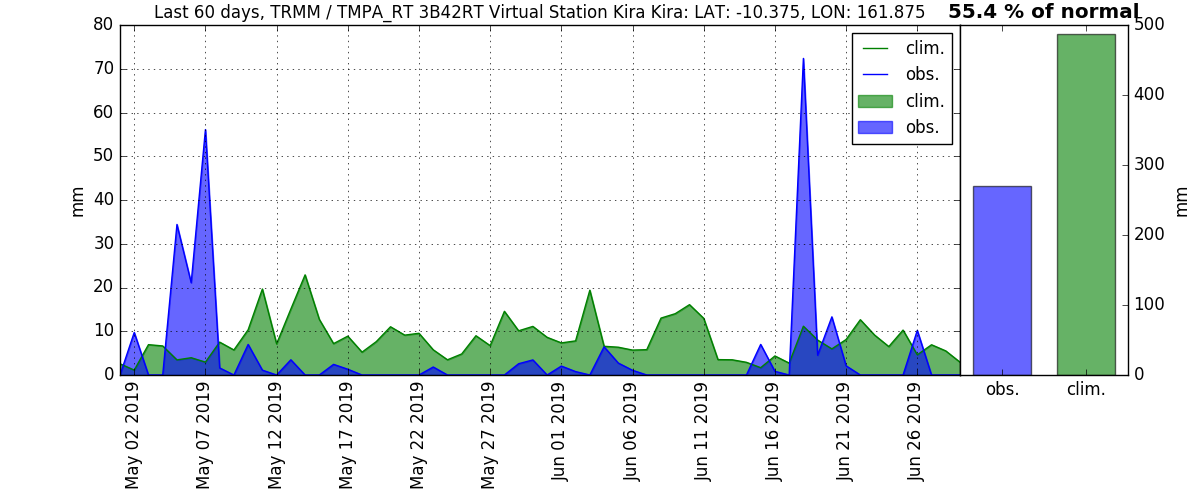 Last 60 days, TRMM / TMPA_RT 3B42RT Virtual Station Kira Kira: LAT: -10.375, LON: 161.875
55.4 % of normal
80
70
60
50
40
30
20
10
0
mm
clim.
obs.
clim.
obs.
May 02 2019
May 07 2019
May 12 2019
May 17 2019
May 22 2019
May 27 2019
Jun 01 2019
Jun 06 2019
Jun 11 2019
Jun 16 2019
Jun 21 2019
Jun 26 2019
500
400
300
200
100
0
mm
obs.
clim.